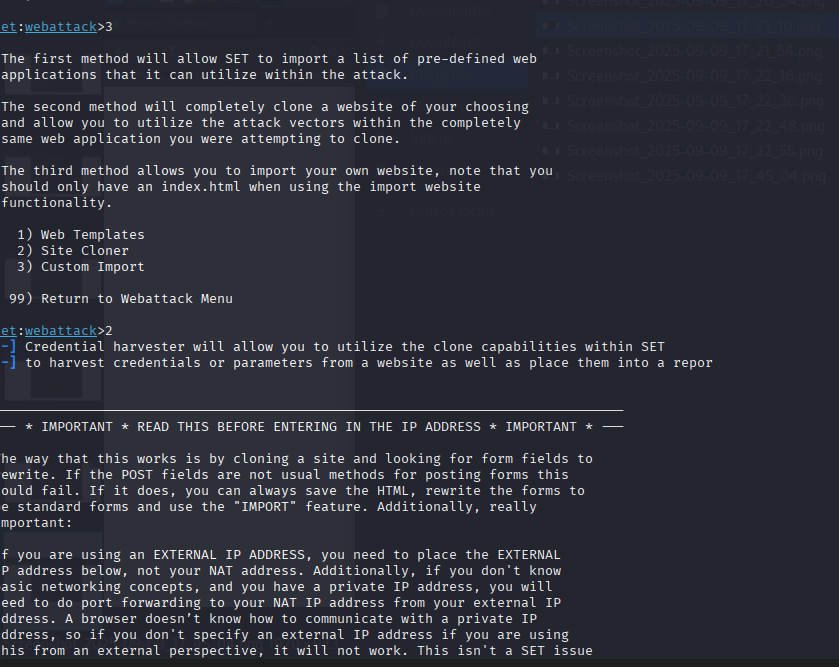 Screenshot_2025-09-09_17_20_54.png
et:webattack>3
Screenshot_2025-09-09_17_21_10.png
Screenshot_2025-09-09_17_21_54.png
The first method will allow SET to import a list of pre-defined web
applications that it can utilize within the attack.
Screenshot_2025-09-09_17_22_16.png
The second method will completely clone a website of your choosing
Screenshot_2025-09-09_17_22_36.png
and allow you to utilize the attack vectors within the completely
Screenshot_2025-09-09_17_22_48.png
same web application you were attempting to clone.
Screenshot_2025-09-09_17_22_55.png
The third method allows you to import your own website, note that you
Screenshot_2025-09-09_17_45_04.png
should only have an index.html when using the import website
functionality.
1) Web Templates
2) Site Cloner
3) Custom Import
99) Return to Webattack Menu
et:webattack>2
-] Credential harvester will allow you to utilize the clone capabilities within SET
-] to harvest credentials or parameters from a website as well as place them into a repor
—— * IMPORTANT * READ THIS BEFORE ENTERING IN THE IP ADDRESS * IMPORTANT * ——
he way that this works is by cloning a site and looking for form fields to
ewrite. If the POST fields are not usual methods for posting forms this
ould fail. If it does, you can always save the HTML, rewrite the forms to
e standard forms and use the "IMPORT" feature. Additionally, really
mportant:
f you are using an EXTERNAL IP ADDRESS, you need to place the EXTERNAL
P address below, not your NAT address. Additionally, if you don't know
asic networking concepts, and you have a private IP address, you will
eed to do port forwarding to your NAT IP address from your external IP
ddress. A browser doesn't know how to communicate with a private IP
ddress, so if you don't specify an external IP address if you are using
his from an external perspective, it will not work. This isn't a SET issue